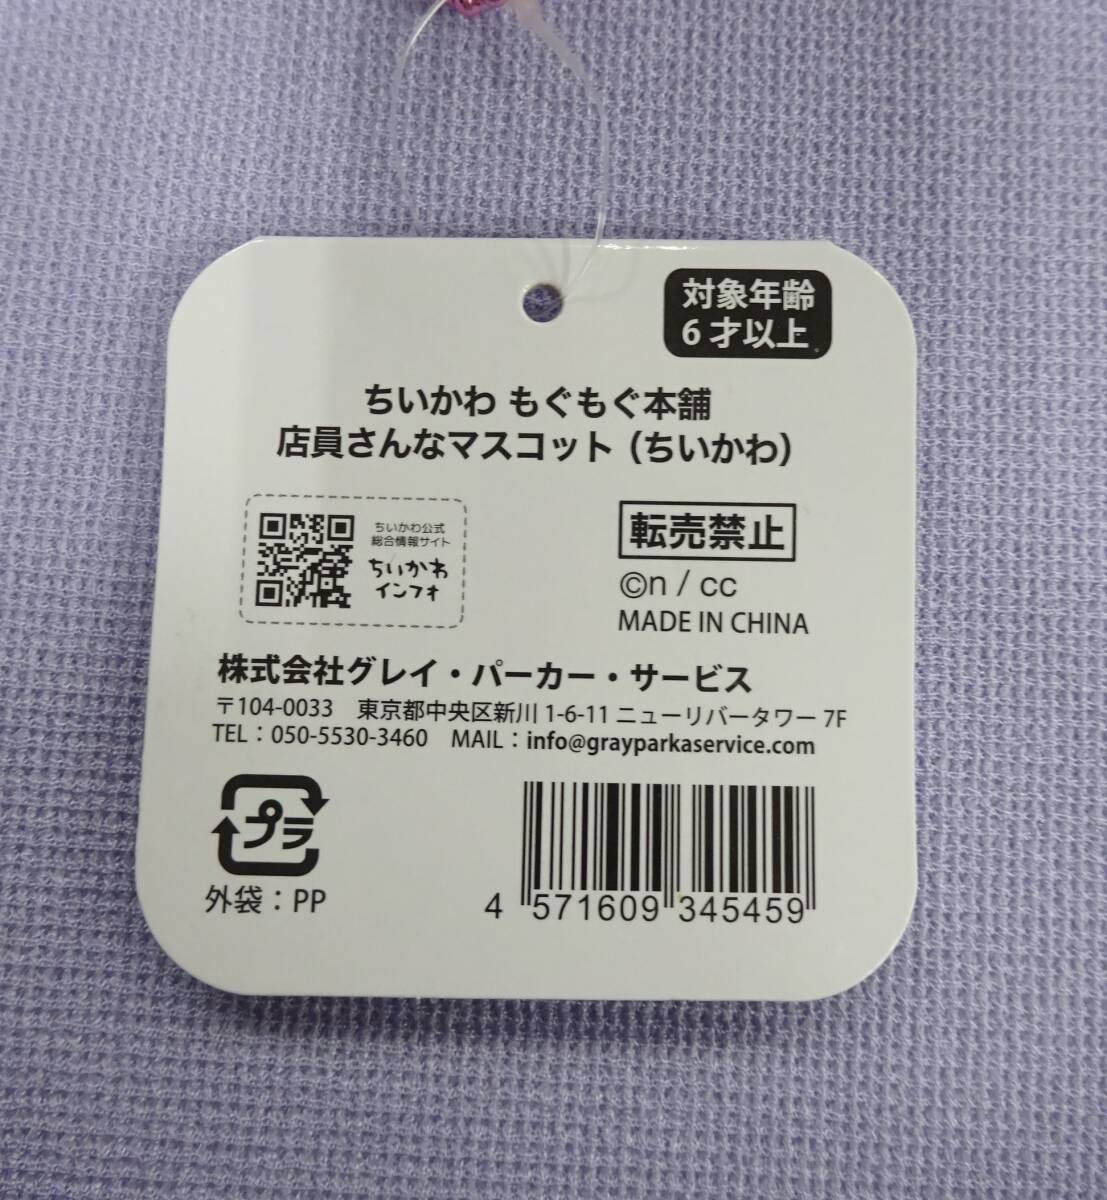 対象年齢
6才以上
ちいかわ もぐもぐ本舗
店員さんなマスコット（ちいかわ）
ちいかわ公式
総合情報サイト
ちいかわ
インフォ
転売禁止
©n / cc
MADE IN CHINA
株式会社グレイ・パーカー・サービス
〒104-0033　東京都中央区新川 1-6-11 ニューリバータワー 7F
TEL：050-5530-3460　MAIL：info@grayparkaservice.com
プラ
外袋：PP
4 571609 345459